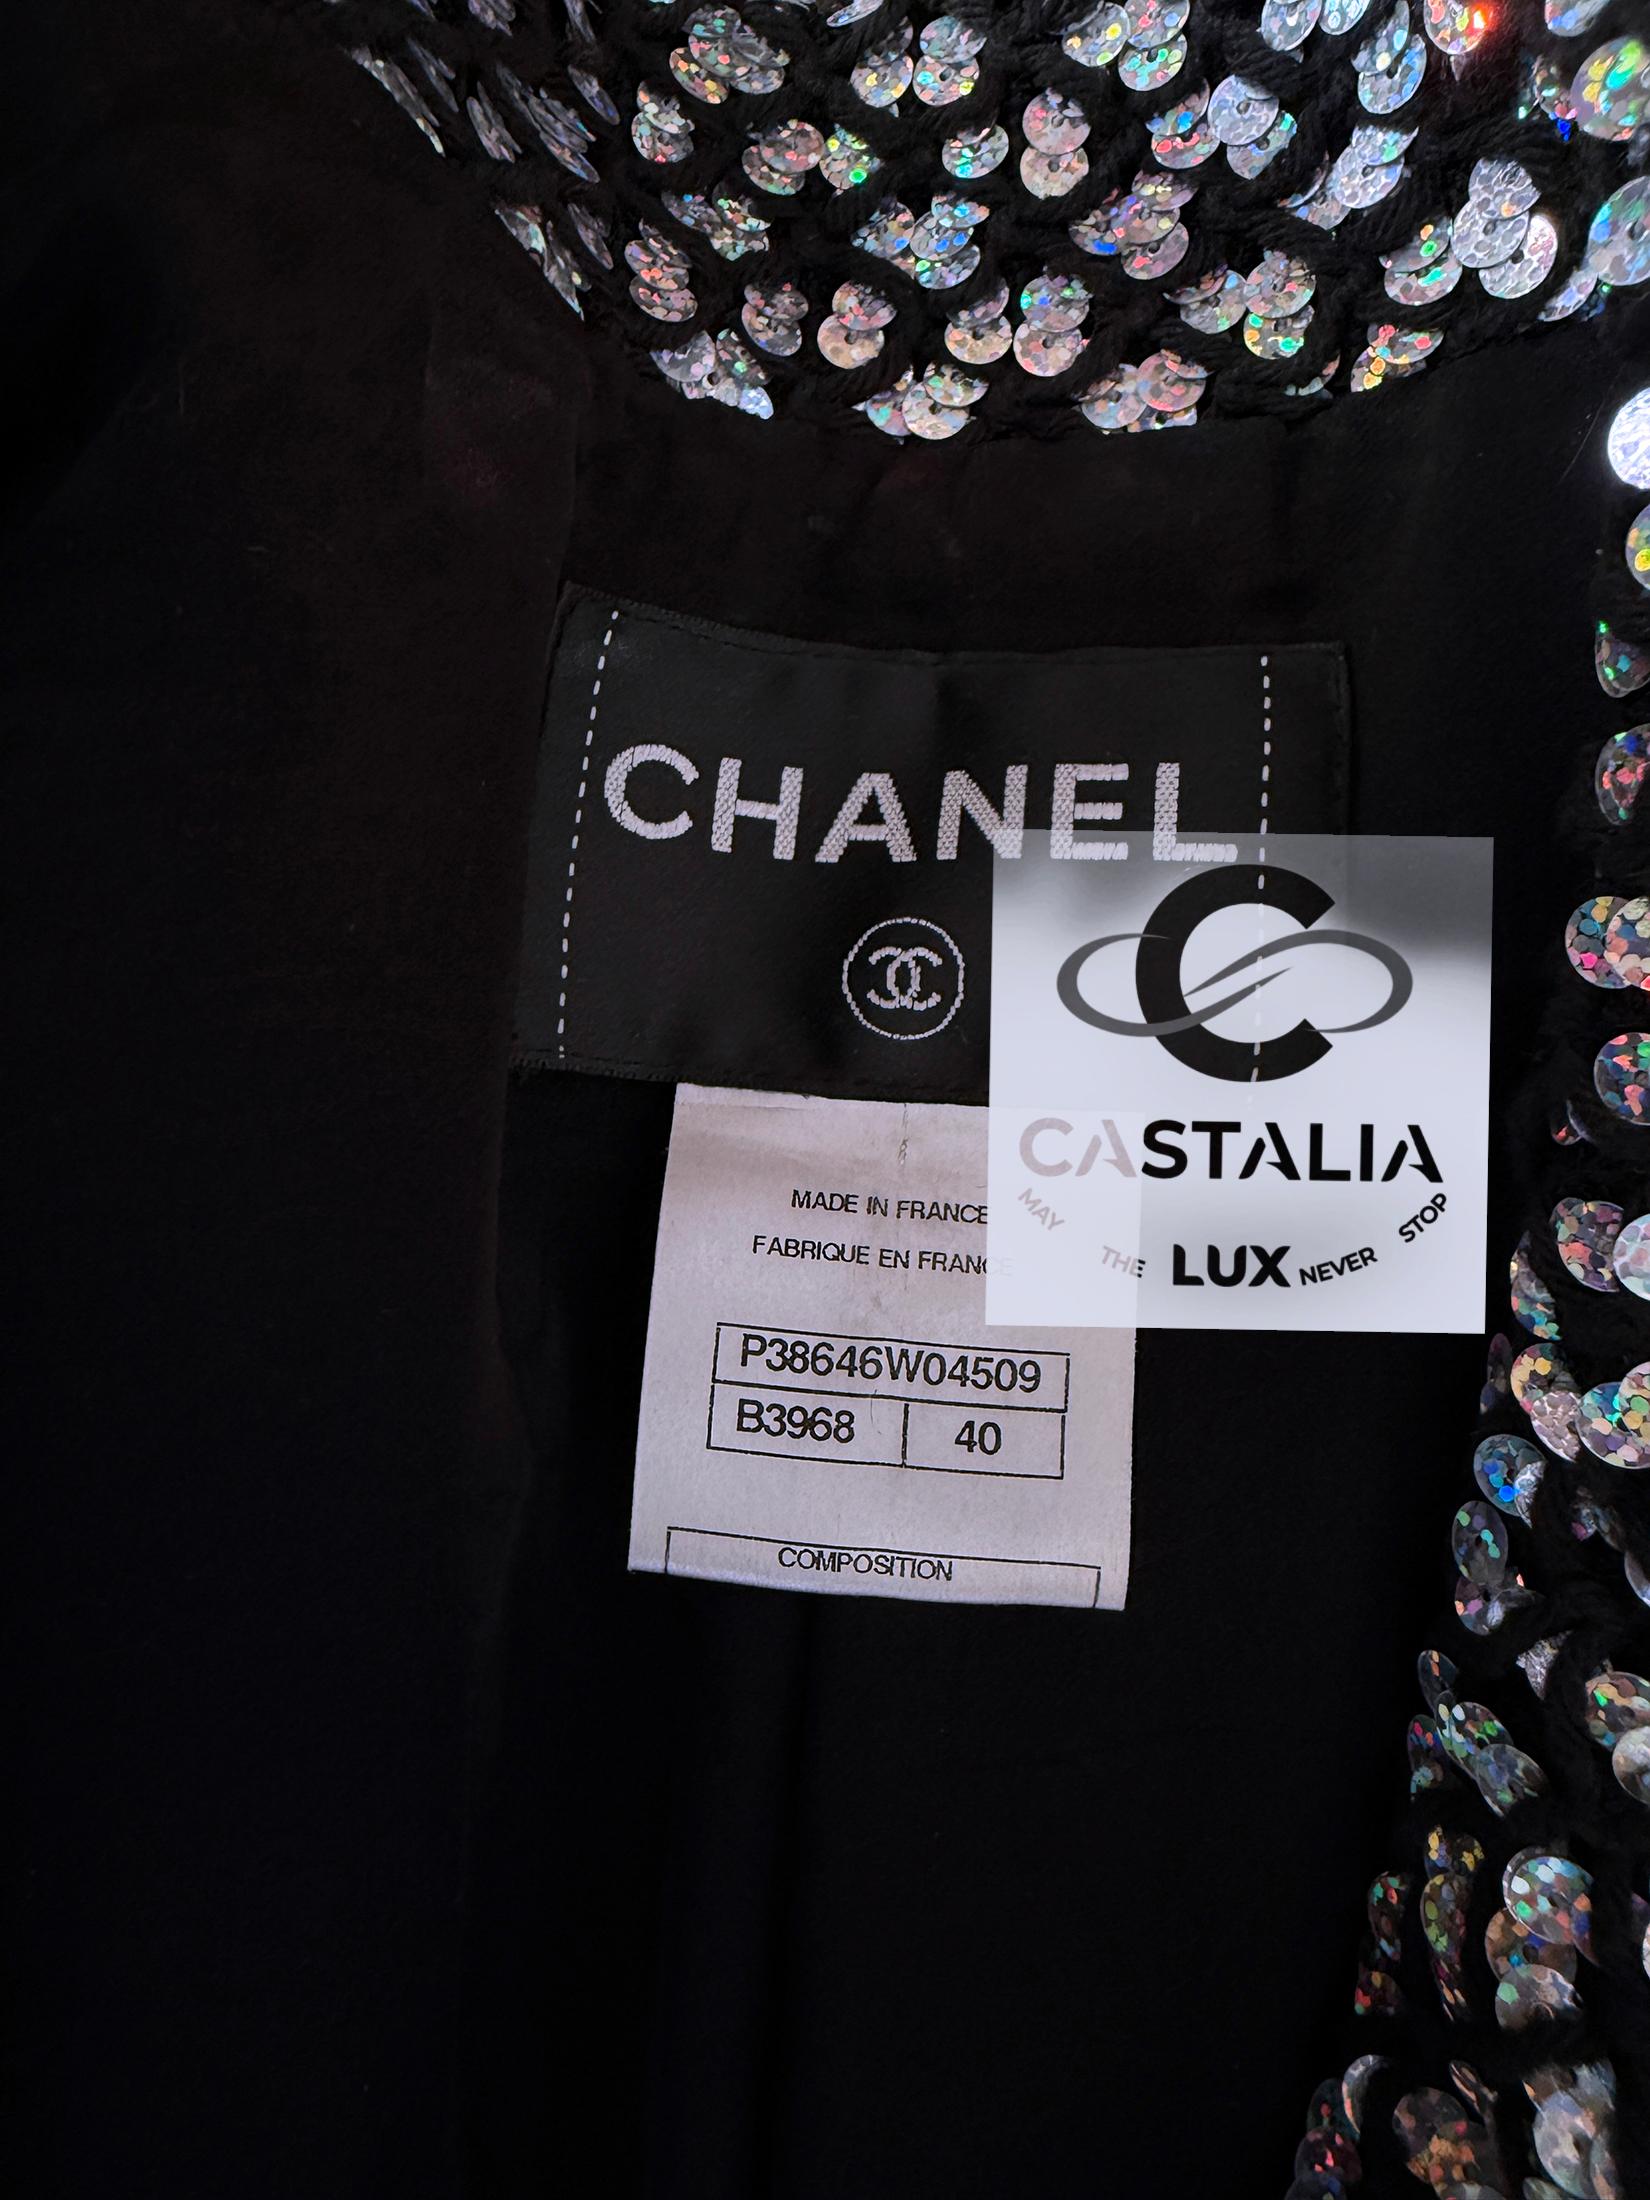 CHANEL
C
CASTALIA
MAY THE LUX NEVER STOP
MADE IN FRANCE
FABRIQUE EN FRANCE
P38646W04509
B3968 40
COMPOSITION